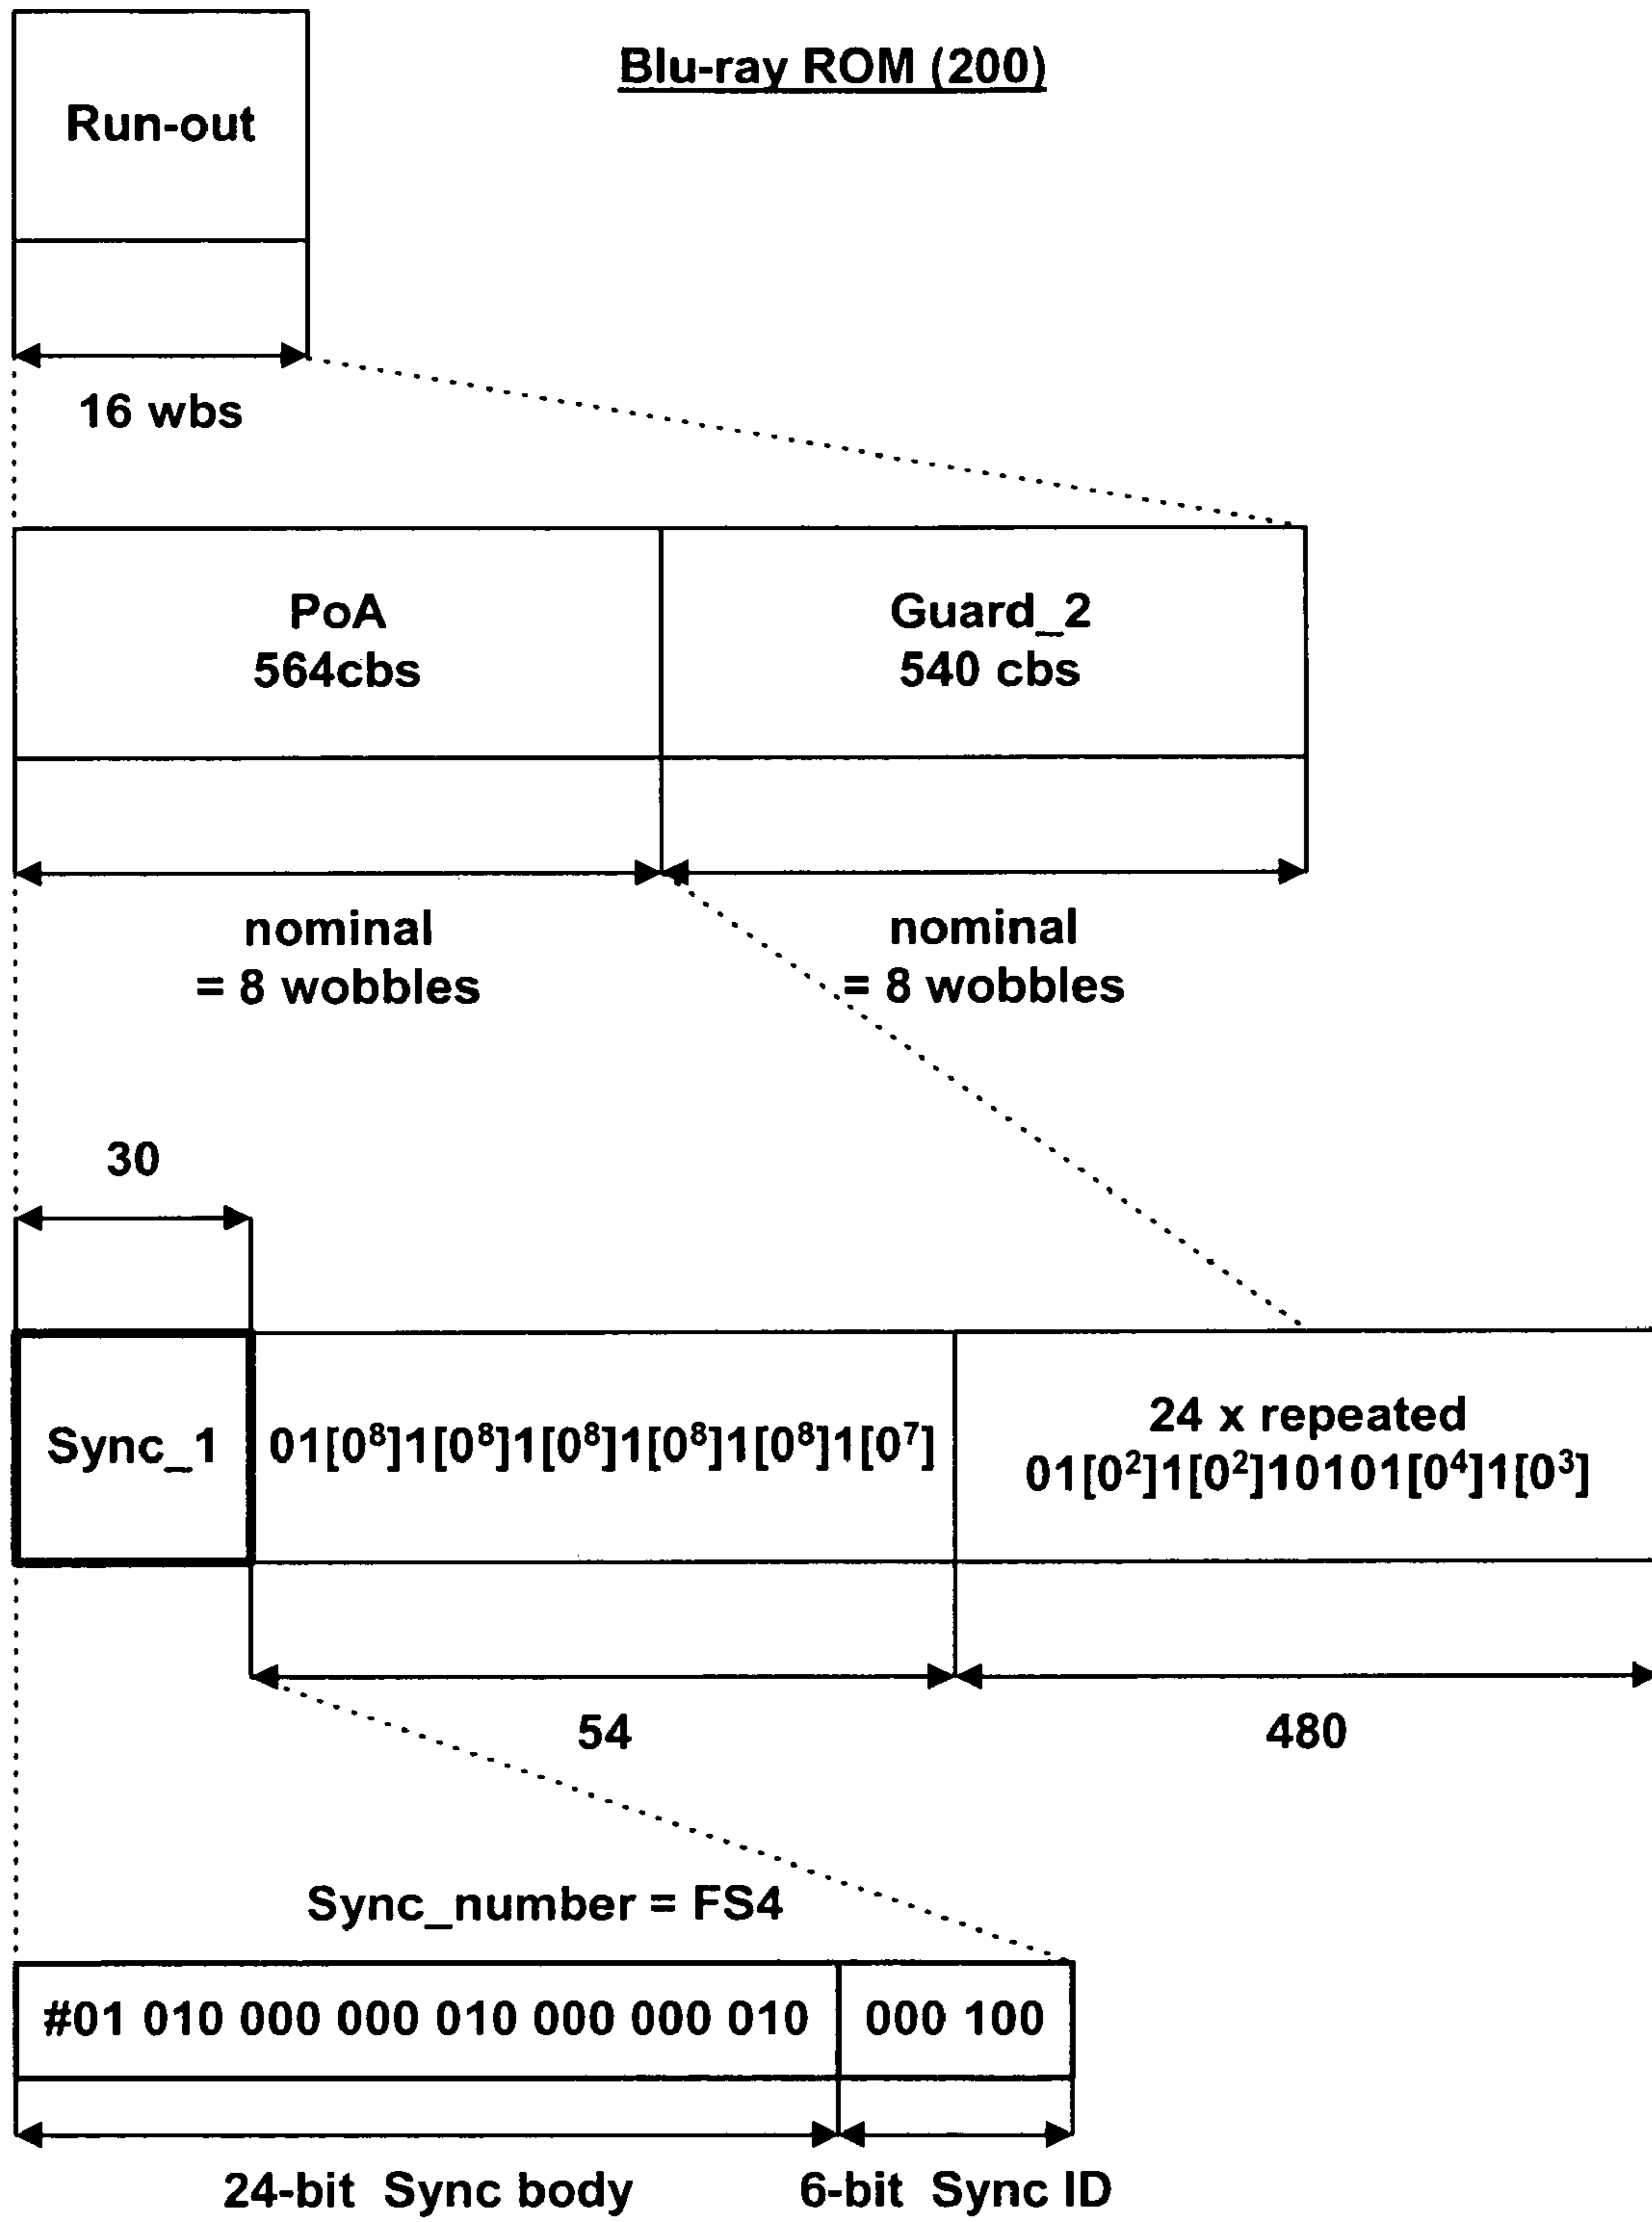 Blu-ray ROM (200)
Run-out
16 wbs
PoA
564cbs
Guard_2
540 cbs
nominal
= 8 wobbles
nominal
= 8 wobbles
30
Sync_1
01[0⁸]1[0⁸]1[0⁸]1[0⁸]1[0⁸]1[0⁷]
24 x repeated
01[0²]1[0²]10101[0⁴]1[0³]
54
480
Sync_number = FS4
#01 010 000 000 010 000 000 010
000 100
24-bit Sync body
6-bit Sync ID